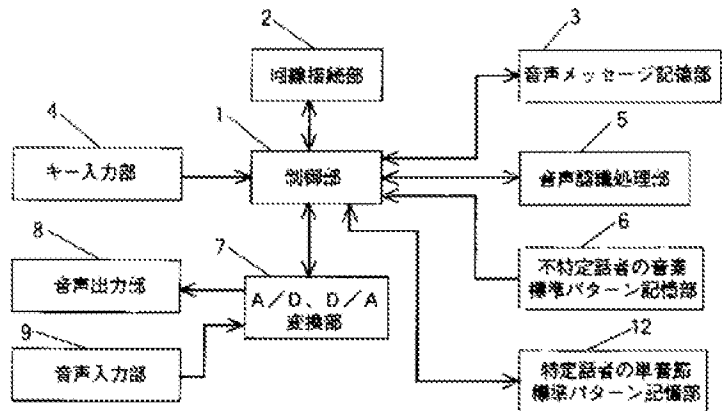 2
回線接続部
3
音声メッセージ記憶部
4
キー入力部
1
制御部
5
音声認識処理部
8
音声出力部
7
A/D、D/A
変換部
6
不特定話者の音素
標準パターン記憶部
9
音声入力部
12
特定話者の単音節
標準パターン記憶部